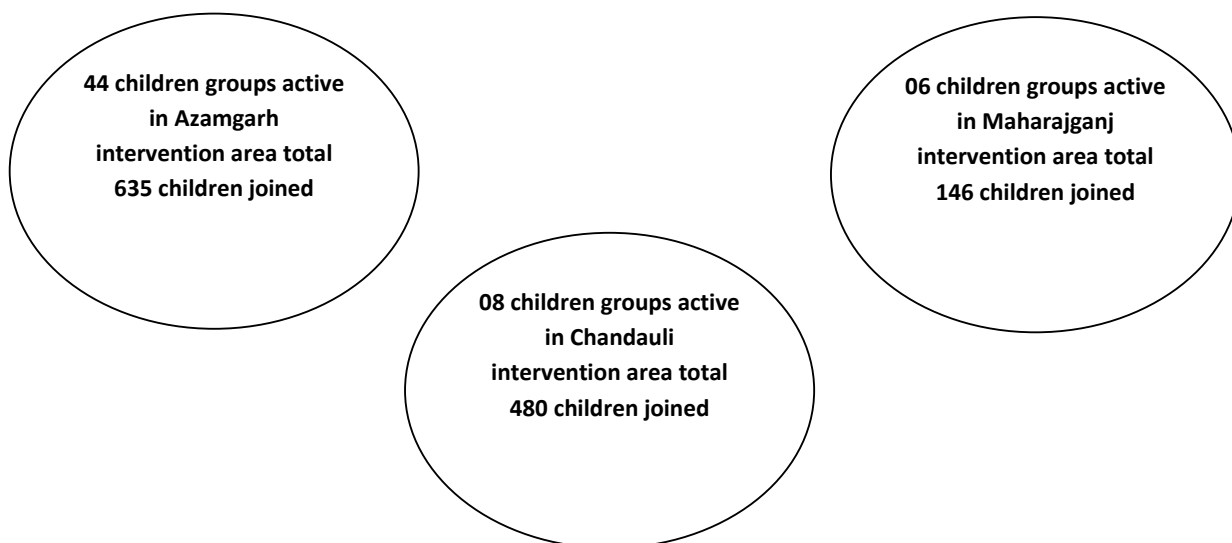 44 children groups active
in Azamgarh
intervention area total
635 children joined
06 children groups active
in Maharajganj
intervention area total
146 children joined
08 children groups active
in Chandauli
intervention area total
480 children joined